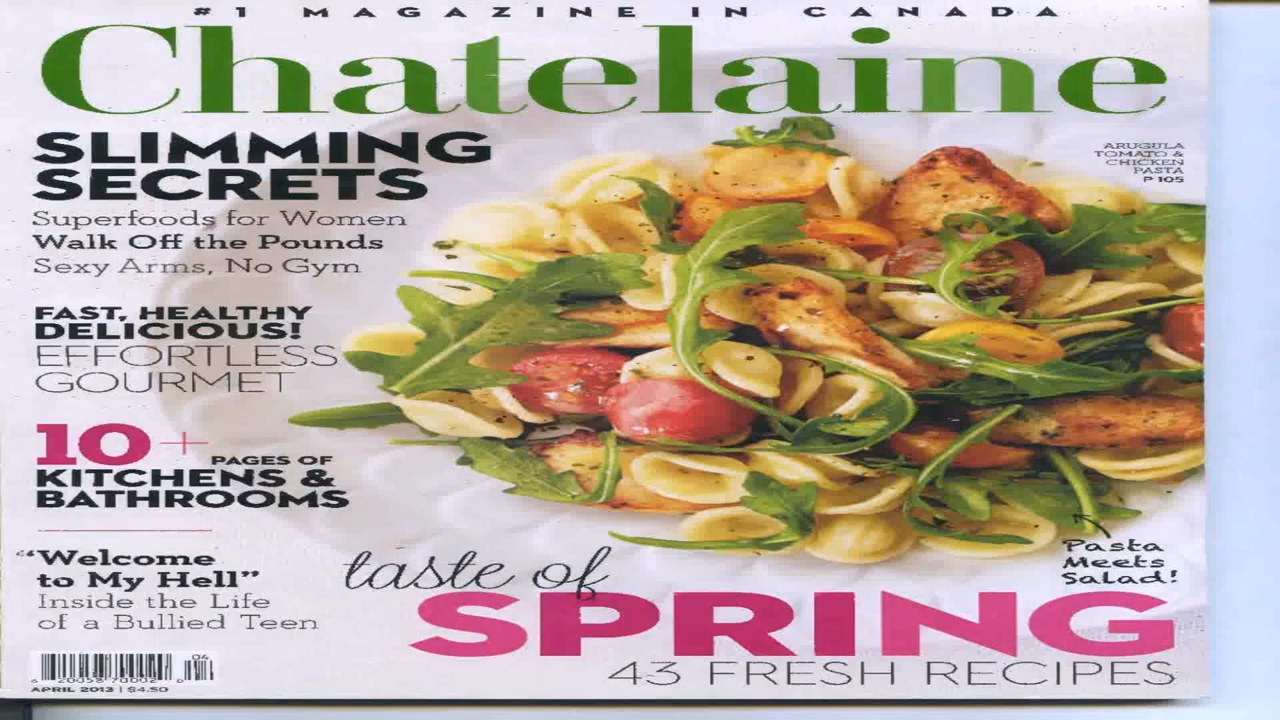 #1 MAGAZINE IN CANADA
Chatelaine
SLIMMING
SECRETS
Superfoods for Women
Walk Off the Pounds
Sexy Arms, No Gym
ARUGULA
TOMATO &
CHICKEN
PASTA
P 105
FAST, HEALTHY
DELICIOUS!
EFFORTLESS
GOURMET
10+ PAGES OF
KITCHENS &
BATHROOMS
"Welcome
to My Hell"
Inside the Life
of a Bullied Teen
Pasta
Meets
Salad!
taste of
SPRING
43 FRESH RECIPES
04
APRIL 2013 | $4.50